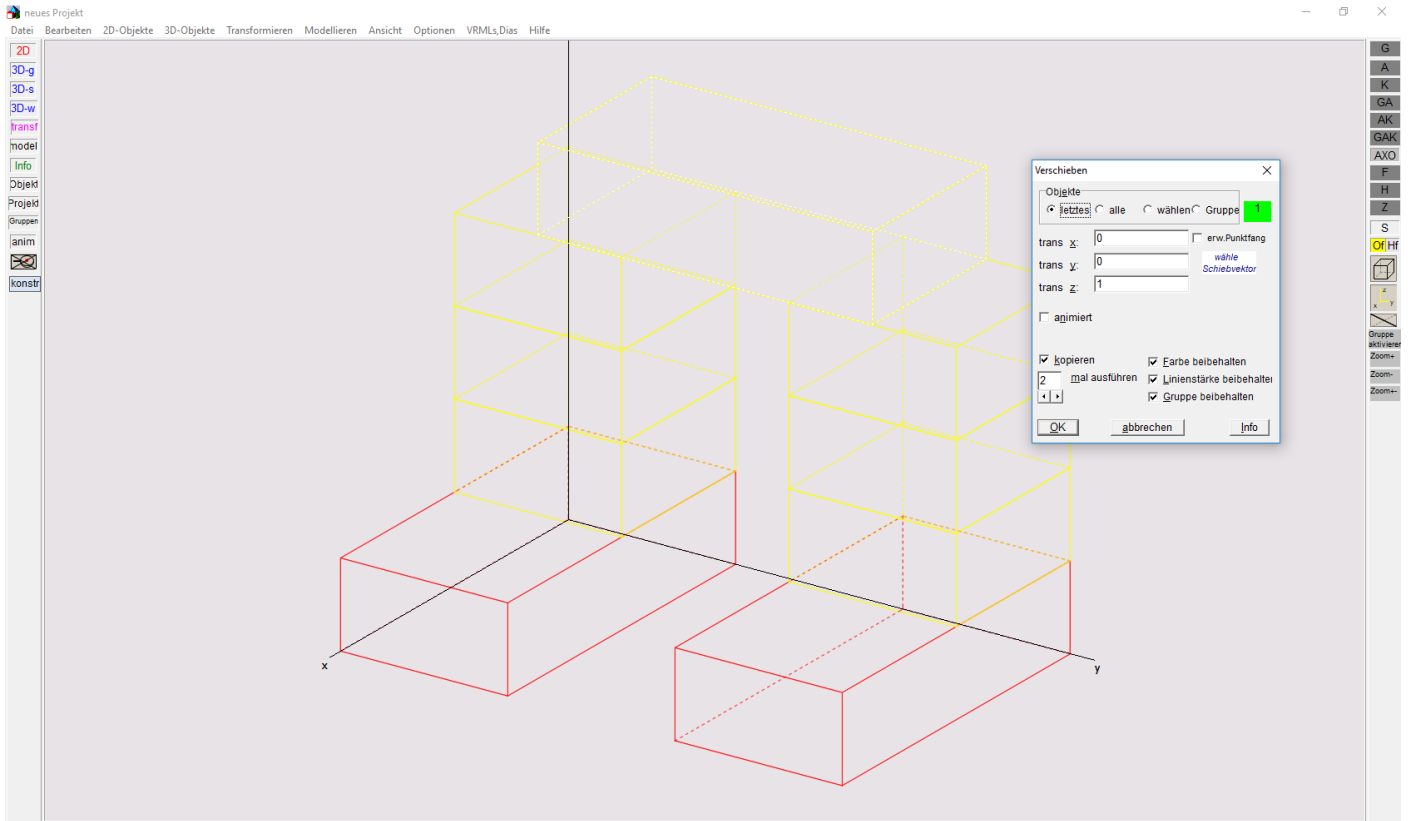 neues Projekt
Datei Bearbeiten 2D-Objekte 3D-Objekte Transformieren Modellieren Ansicht Optionen VRMLs,Dias Hilfe
2D
3D-g
3D-s
3D-w
transf
model
Info
Objekt
Projekt
Gruppen
anim
konstr
x
y
Verschieben
Objekte
letztes alle wählen Gruppe 1
trans x: 0 erw.Punktfang
trans y: 0 wähle
Schiebvektor
trans z: 1
animiert
kopieren Farbe beibehalten
2 mal ausführen Linienstärke beibehalten
Gruppe beibehalten
OK abbrechen Info
G
A
K
GA
AK
GAK
AXO
F
H
Z
S
Of Hf
z
x y
Gruppe
aktivieren
Zoom+
Zoom-
Zoom+-